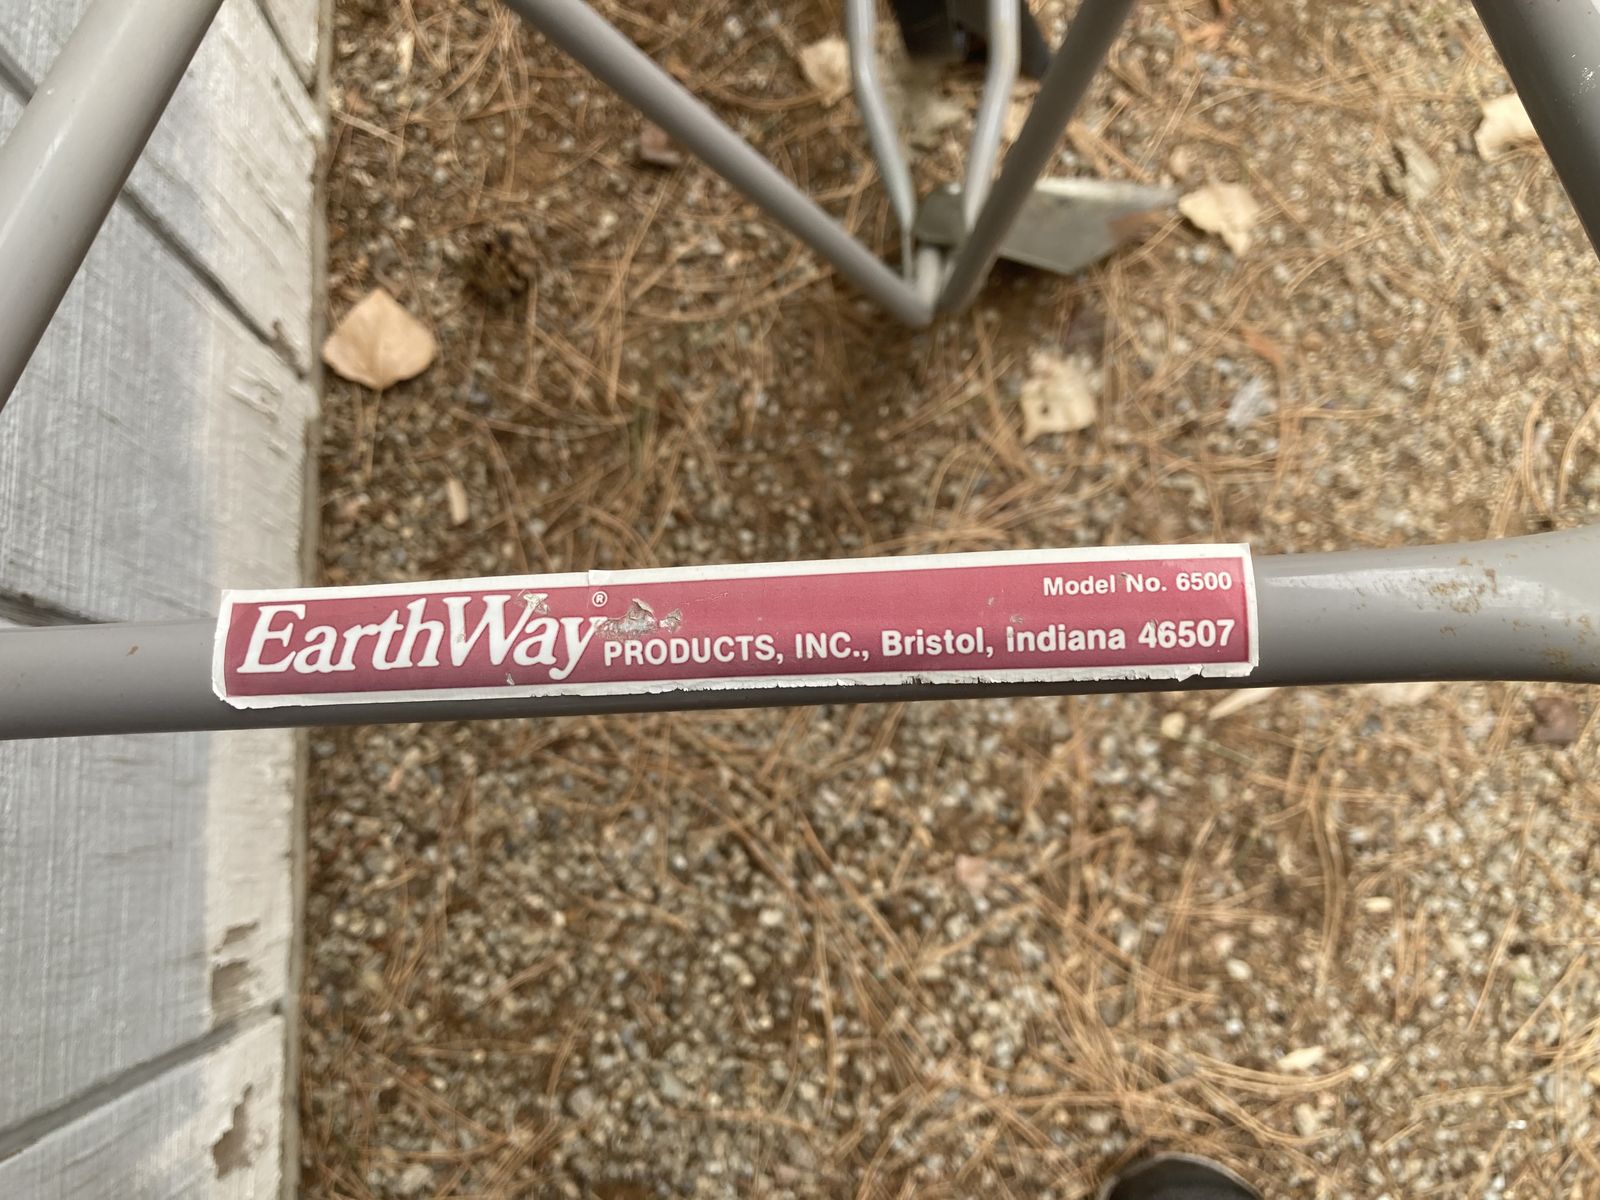 Model No. 6500
EarthWay® PRODUCTS, INC., Bristol, Indiana 46507